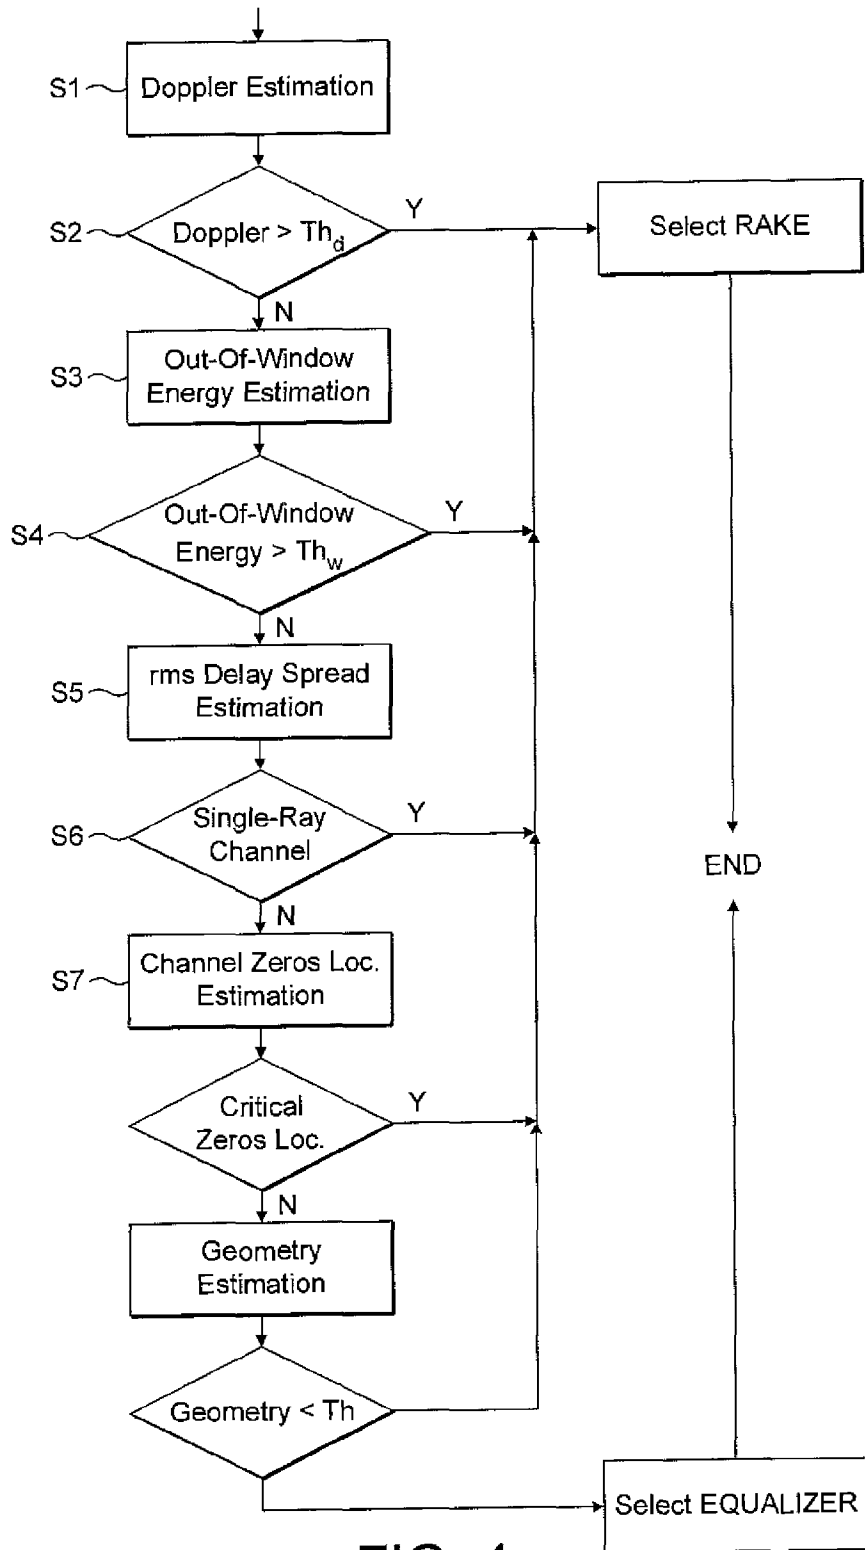 S1
Doppler Estimation
S2
Doppler > Thd
Y
Select RAKE
N
S3
Out-Of-Window
Energy Estimation
S4
Out-Of-Window
Energy > Thw
Y
N
S5
rms Delay Spread
Estimation
S6
Single-Ray
Channel
Y
END
N
S7
Channel Zeros Loc.
Estimation
Critical
Zeros Loc.
Y
N
Geometry
Estimation
Geometry < Th
Select EQUALIZER